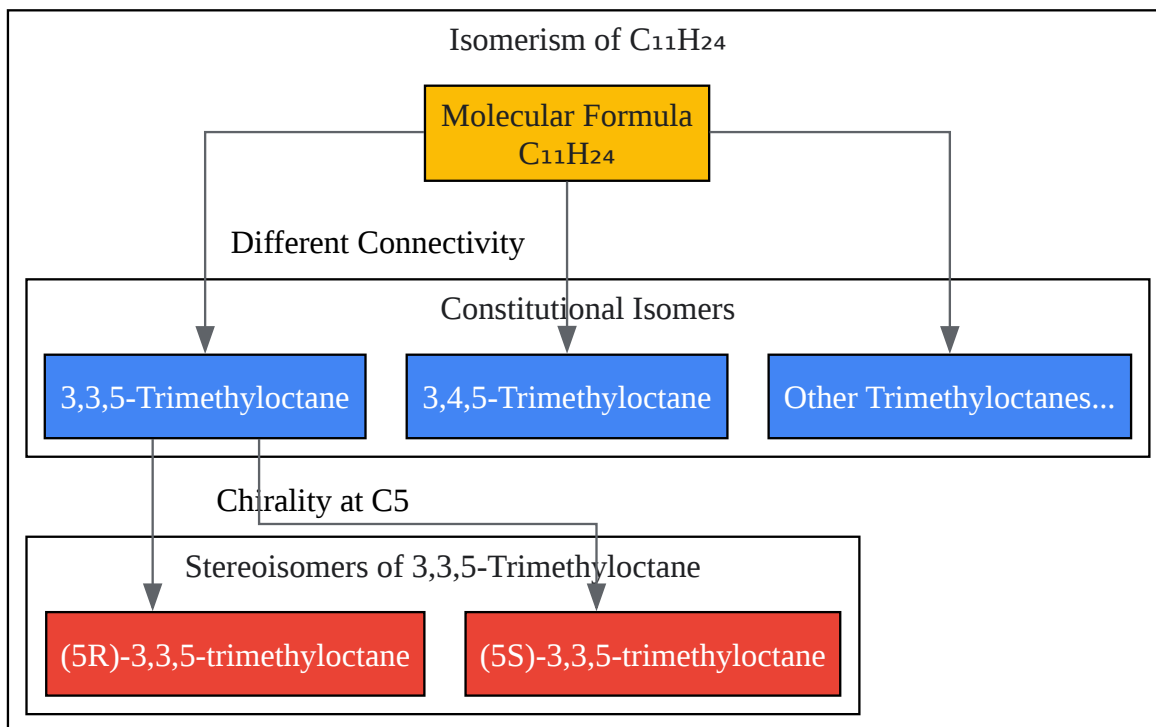 Isomerism of C₁₁H₂₄
Molecular Formula
C₁₁H₂₄
Different Connectivity
Constitutional Isomers
3,3,5-Trimethyloctane
3,4,5-Trimethyloctane
Other Trimethyloctanes...
Chirality at C5
Stereoisomers of 3,3,5-Trimethyloctane
(5R)-3,3,5-trimethyloctane
(5S)-3,3,5-trimethyloctane